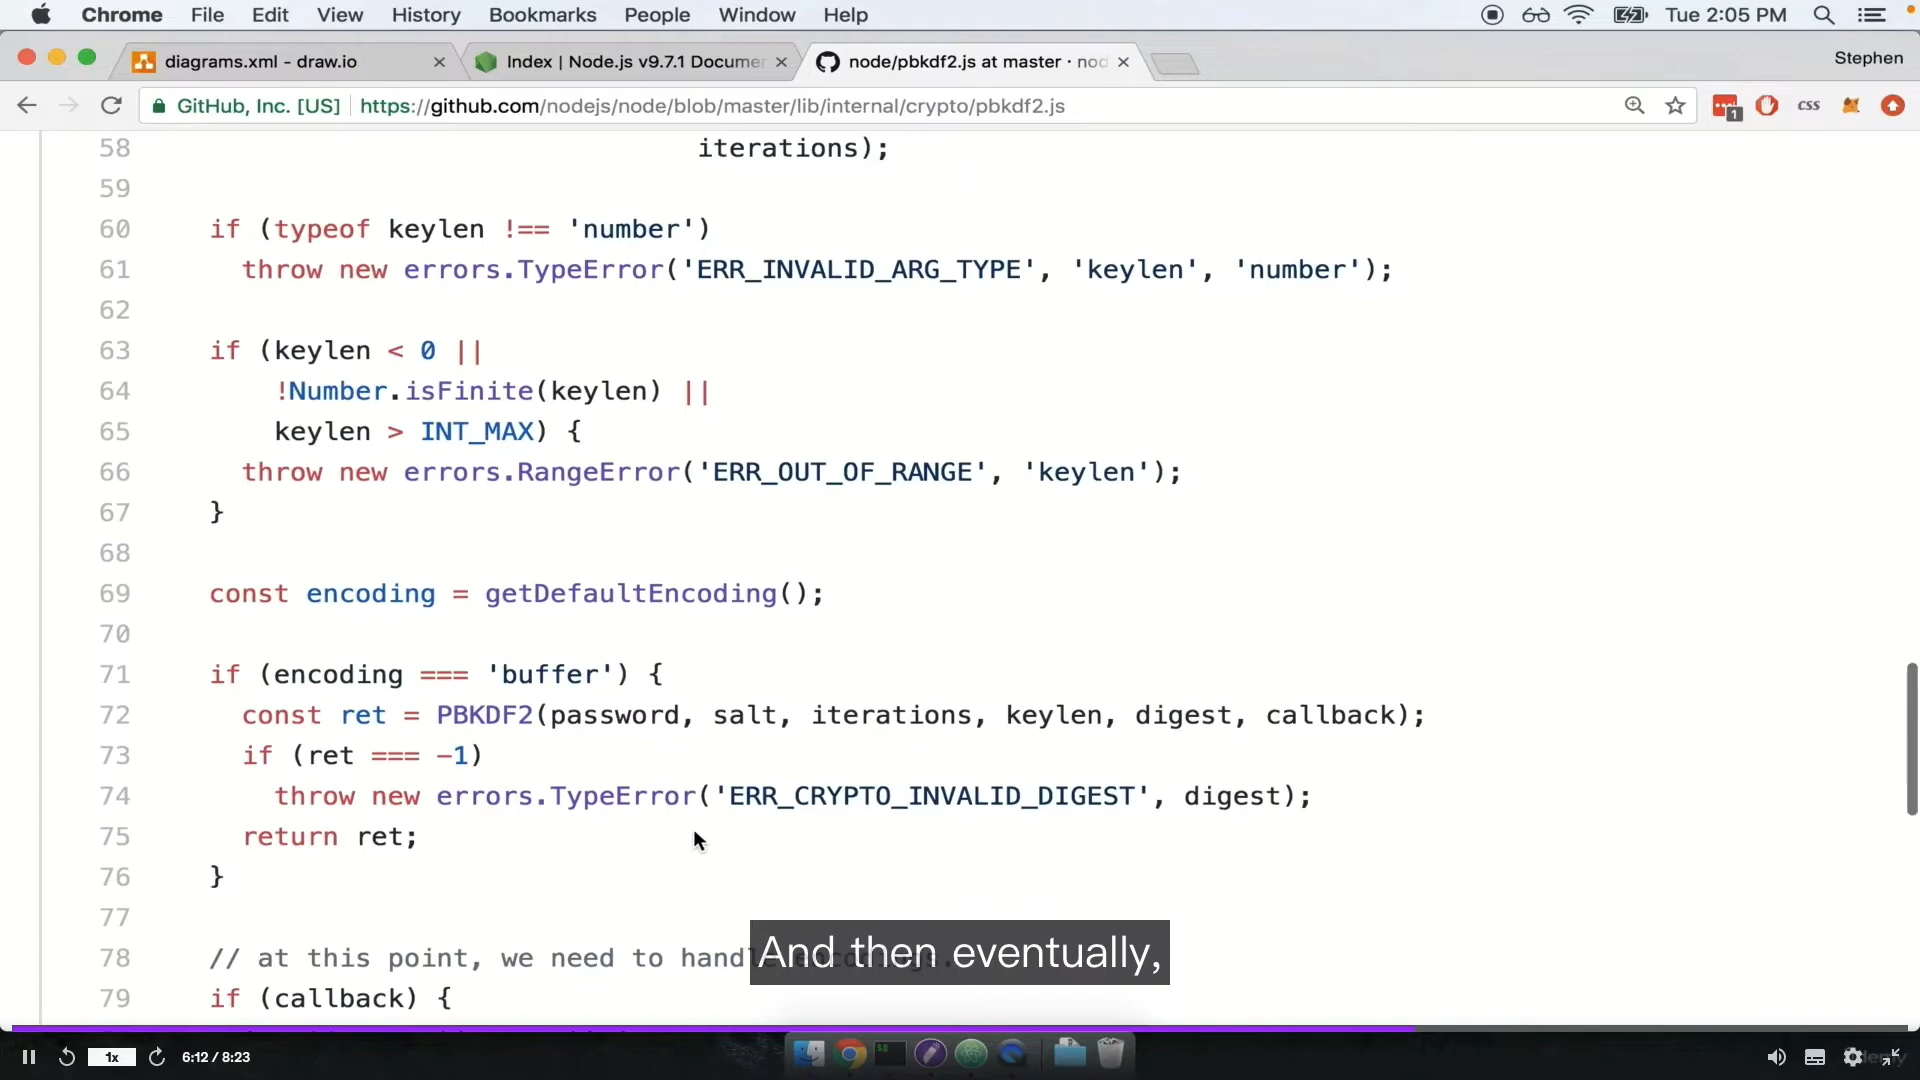 Chrome File Edit View History Bookmarks People Window Help Tue 2:05 PM
diagrams.xml - draw.io Index | Node.js v9.7.1 Documen node/pbkdf2.js at master · nod Stephen
GitHub, Inc. [US] https://github.com/nodejs/node/blob/master/lib/internal/crypto/pbkdf2.js 1 CSS
58 iterations);
59
60 if (typeof keylen !== 'number')
61 throw new errors.TypeError('ERR_INVALID_ARG_TYPE', 'keylen', 'number');
62
63 if (keylen < 0 ||
64 !Number.isFinite(keylen) ||
65 keylen > INT_MAX) {
66 throw new errors.RangeError('ERR_OUT_OF_RANGE', 'keylen');
67 }
68
69 const encoding = getDefaultEncoding();
70
71 if (encoding === 'buffer') {
72 const ret = PBKDF2(password, salt, iterations, keylen, digest, callback);
73 if (ret === -1)
74 throw new errors.TypeError('ERR_CRYPTO_INVALID_DIGEST', digest);
75 return ret;
76 }
77
78 // at this point, we need to handle
And then eventually,
79 if (callback) {
1x 6:12 / 8:23